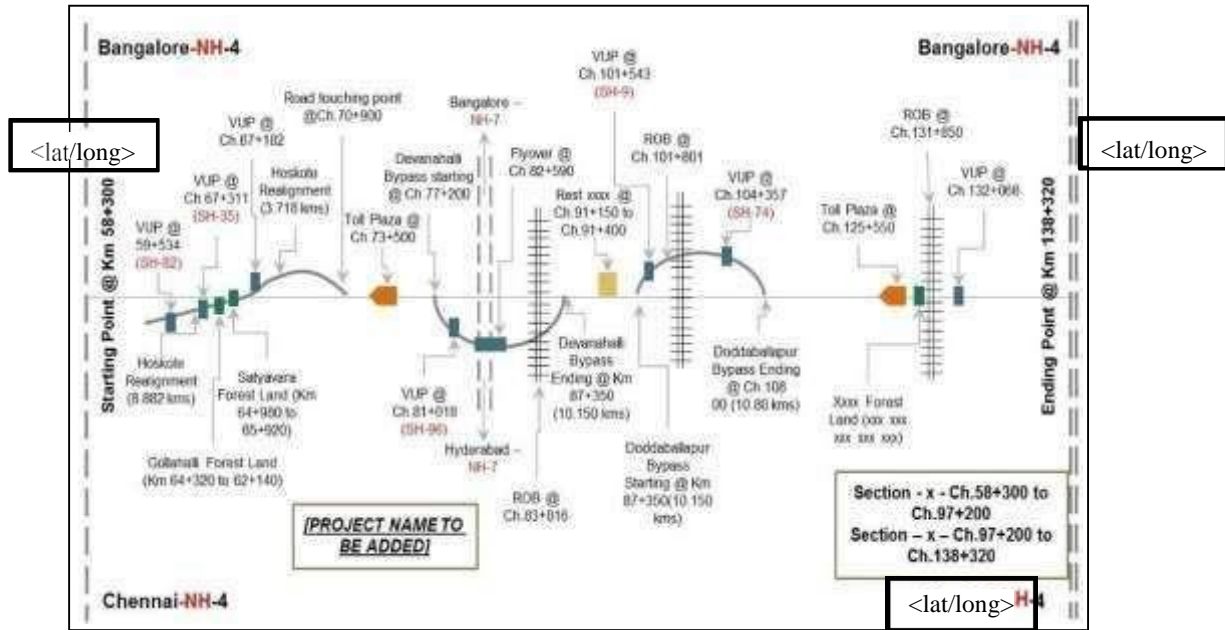 Bangalore-NH-4
Bangalore-NH-4
<lat/long>
<lat/long>
Starting Point @ Km 58+300
Ending Point @ Km 138+320
VUP @
59+534
(SH-82)
VUP @
Ch 67+311
(SH-35)
VUP @
Ch.67+182
Hoskote
Realignment
(3.718 kms)
Road touching point
@Ch.70+900
Toll Plaza @
Ch 73+500
Devanahalli
Bypass starting
@ Ch 77+200
Bangalore –
NH-7
Flyover @
Ch 82+590
VUP @
Ch.101+543
(SH-9)
Rest xxxx @
Ch.91+150 to
Ch.91+400
ROB @
Ch.101+801
VUP @
Ch.104+357
(SH-74)
Toll Plaza @
Ch.125+550
ROB @
Ch.131+850
VUP @
Ch 132+068
Hoskote
Realignment
(8.882 kms)
Satyavara
Forest Land (Km
64+980 to
65+920)
Gollahalli Forest Land
(Km 64+320 to 62+140)
VUP @
Ch.81+018
(SH-96)
Hyderabad –
NH-7
ROB @
Ch.83+816
Devanahalli
Bypass
Ending @ Km
87+350
(10.150 kms)
Doddaballapur
Bypass
Starting @ Km
87+350(10.150
kms)
Doddaballapur
Bypass Ending
@ Ch 108
00 (10.80 kms)
Xxxx Forest
Land (xxx xxx
xxx xxx xxx)
[PROJECT NAME TO
BE ADDED]
Section - x - Ch.58+300 to
Ch.97+200
Section – x – Ch.97+200 to
Ch.138+320
Chennai-NH-4
<lat/long> H-4